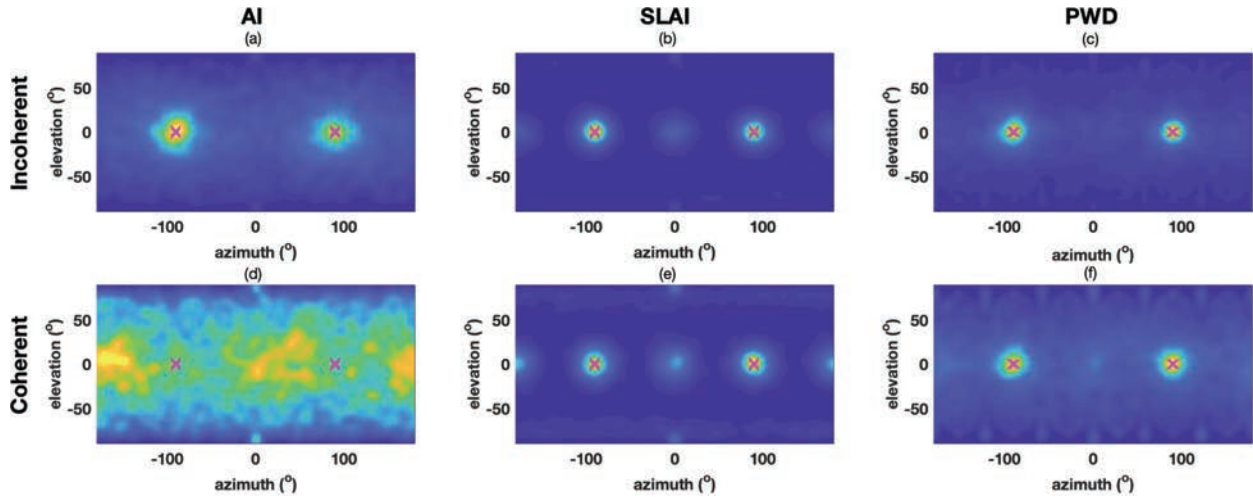 AI SLAI PWD
(a) (b) (c)
Incoherent
elevation (°) 50 0 -50
elevation (°) 50 0 -50
elevation (°) 50 0 -50
-100 0 100 -100 0 100 -100 0 100
azimuth (°) azimuth (°) azimuth (°)
(d) (e) (f)
Coherent
elevation (°) 50 0 -50
elevation (°) 50 0 -50
elevation (°) 50 0 -50
-100 0 100 -100 0 100 -100 0 100
azimuth (°) azimuth (°) azimuth (°)